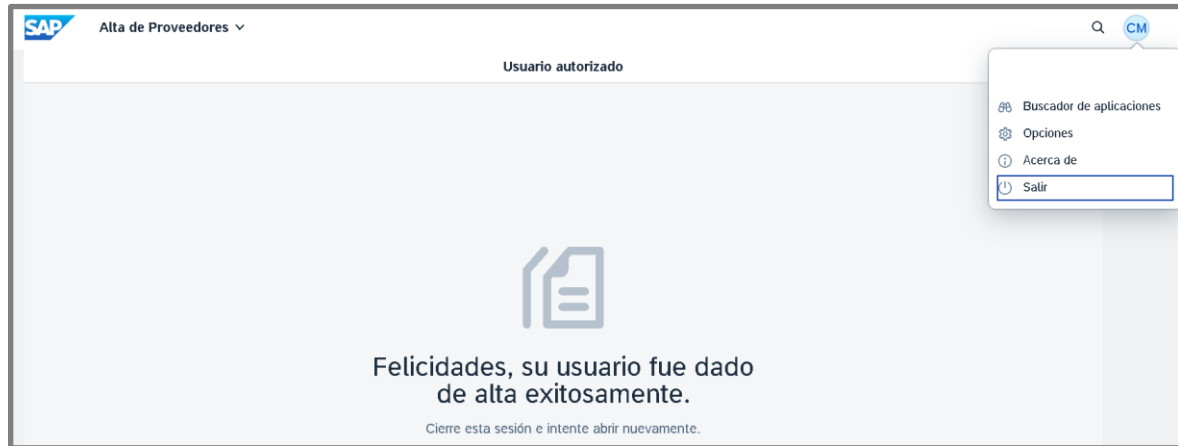 SAP
Alta de Proveedores
CM
Usuario autorizado
Buscador de aplicaciones
Opciones
Acerca de
Salir
Felicidades, su usuario fue dado
de alta exitosamente.
Cierre esta sesión e intente abrir nuevamente.